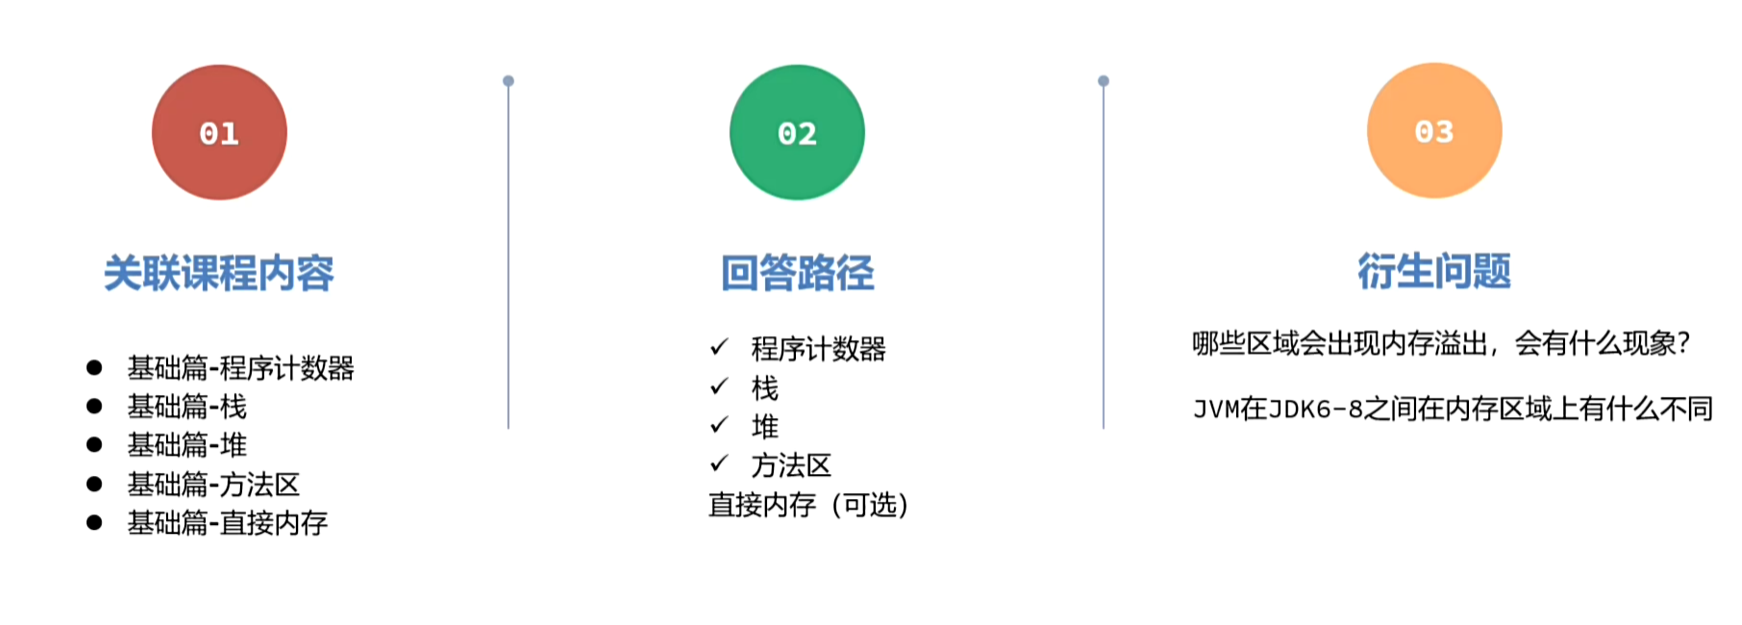 01
关联课程内容
基础篇-程序计数器
基础篇-栈
基础篇-堆
基础篇-方法区
基础篇-直接内存
02
回答路径
✓ 程序计数器
✓ 栈
✓ 堆
✓ 方法区
直接内存（可选）
03
衍生问题
哪些区域会出现内存溢出，会有什么现象？
JVM在JDK6-8之间在内存区域上有什么不同